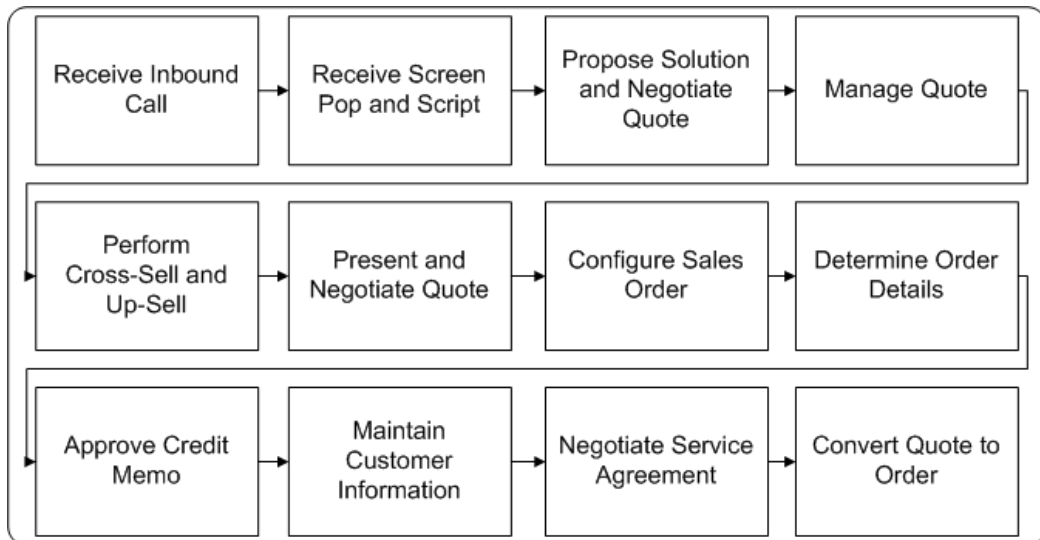 Receive Inbound
Call
Receive Screen
Pop and Script
Propose Solution
and Negotiate
Quote
Manage Quote
Perform
Cross-Sell and
Up-Sell
Present and
Negotiate Quote
Configure Sales
Order
Determine Order
Details
Approve Credit
Memo
Maintain
Customer
Information
Negotiate Service
Agreement
Convert Quote to
Order